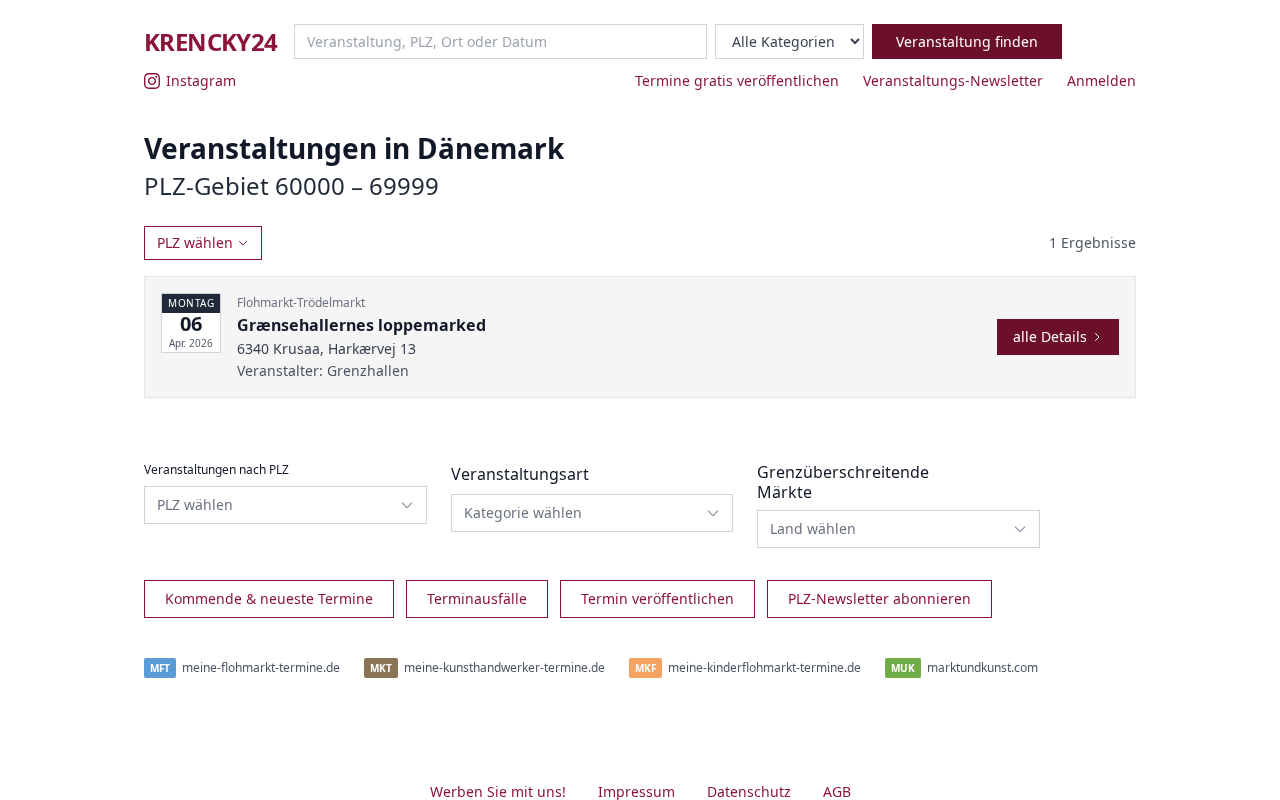 KRENCKY24
Veranstaltung, PLZ, Ort oder Datum
Alle Kategorien
Veranstaltung finden
Instagram
Termine gratis veröffentlichen
Veranstaltungs-Newsletter
Anmelden
Veranstaltungen in Dänemark
PLZ-Gebiet 60000 – 69999
PLZ wählen
1 Ergebnisse
MONTAG
06
Apr. 2026
Flohmarkt-Trödelmarkt
Grænsehallernes loppemarked
6340 Krusaa, Harkærvej 13
Veranstalter: Grenzhallen
alle Details
Veranstaltungen nach PLZ
PLZ wählen
Veranstaltungsart
Kategorie wählen
Grenzüberschreitende
Märkte
Land wählen
Kommende & neueste Termine
Terminausfälle
Termin veröffentlichen
PLZ-Newsletter abonnieren
MFT meine-flohmarkt-termine.de
MKT meine-kunsthandwerker-termine.de
MKF meine-kinderflohmarkt-termine.de
MUK marktundkunst.com
Werben Sie mit uns!
Impressum
Datenschutz
AGB